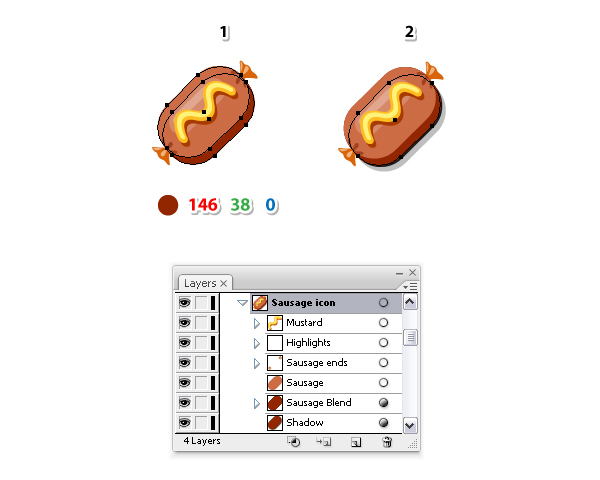 1 2
146 38 0
Layers ×
Sausage icon
Mustard
Highlights
Sausage ends
Sausage
Sausage Blend
Shadow
4 Layers